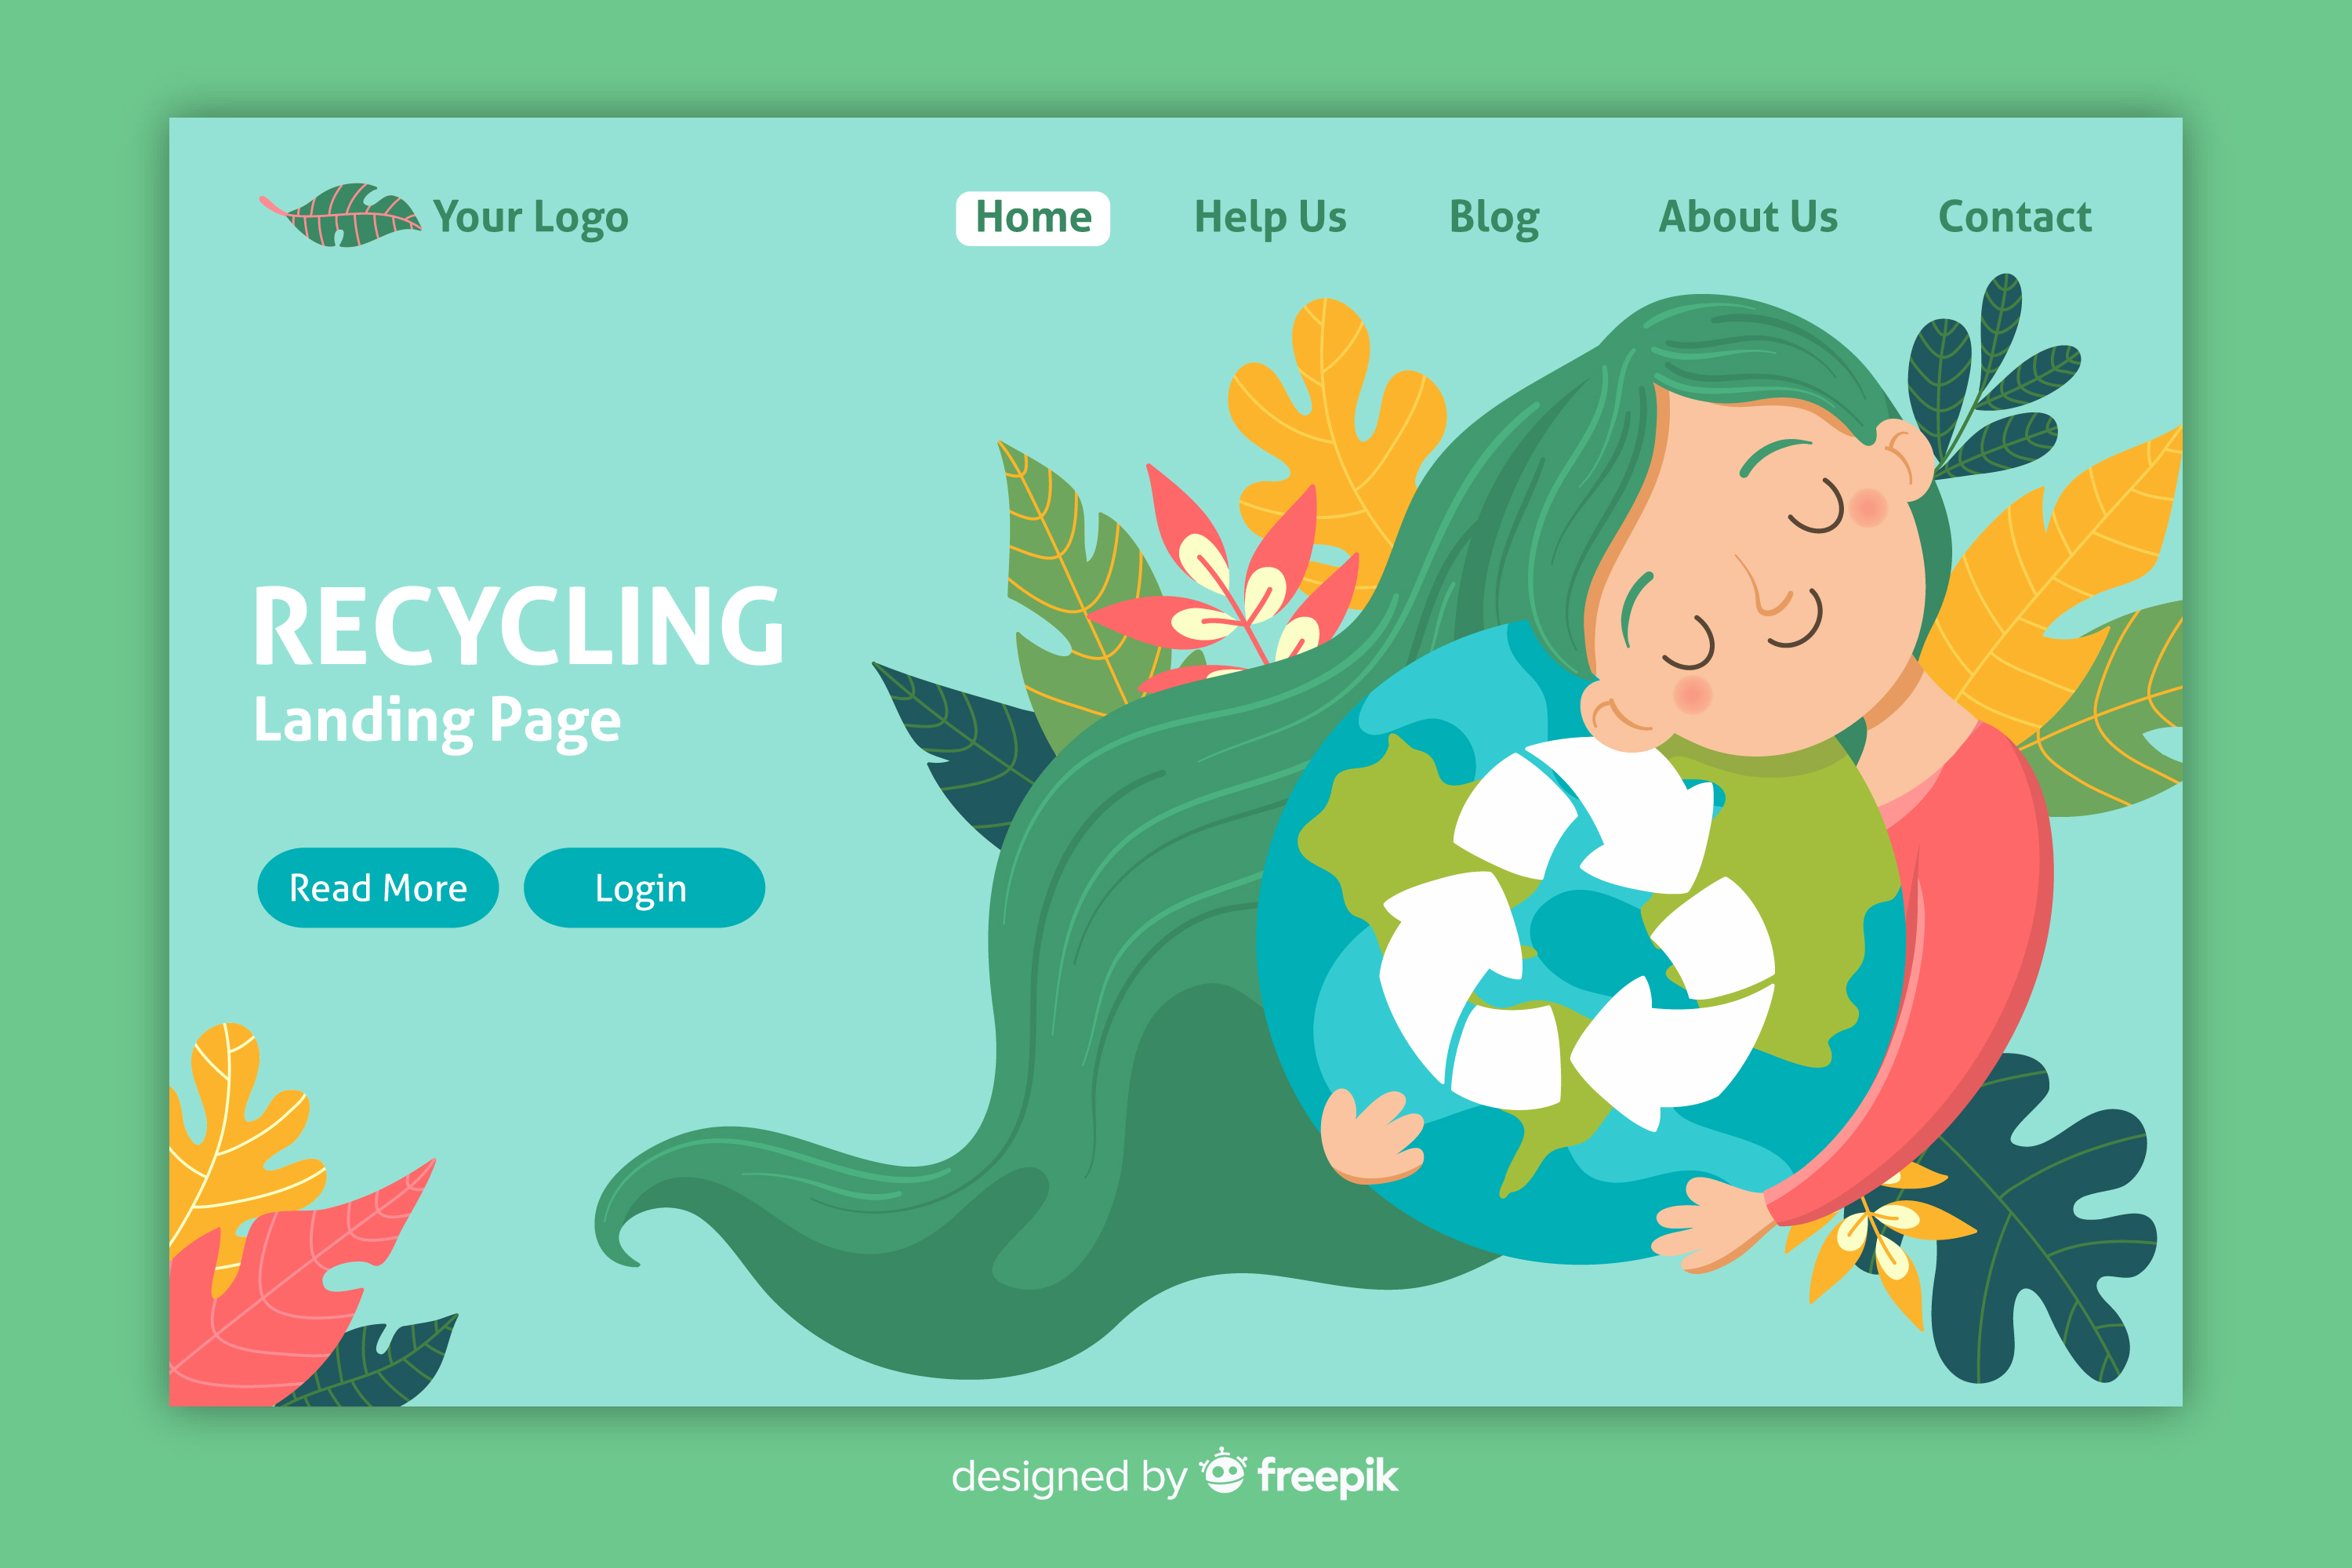 Your Logo
Home Help Us Blog About Us Contact
RECYCLING
Landing Page
Read More Login
designed by freepik